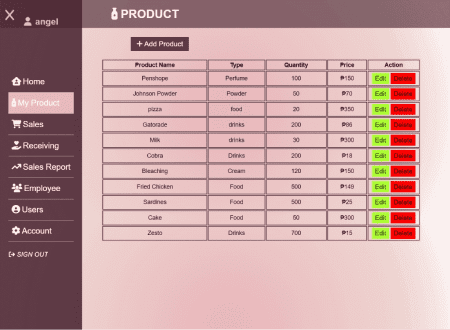 X
angel
PRODUCT
+ Add Product
Home
My Product
Sales
Receiving
Sales Report
Employee
Users
Account
SIGN OUT
Product Name Type Quantity Price Action
Penshope Perfume 100 ₱150 Edit Delete
Johnson Powder Powder 50 ₱70 Edit Delete
pizza food 20 ₱350 Edit Delete
Gatorade drinks 200 ₱86 Edit Delete
Milk drinks 30 ₱300 Edit Delete
Cobra Drinks 200 ₱18 Edit Delete
Bleaching Cream 120 ₱150 Edit Delete
Fried Chicken Food 500 ₱149 Edit Delete
Sardines Food 500 ₱25 Edit Delete
Cake Food 50 ₱300 Edit Delete
Zesto Drinks 700 ₱15 Edit Delete